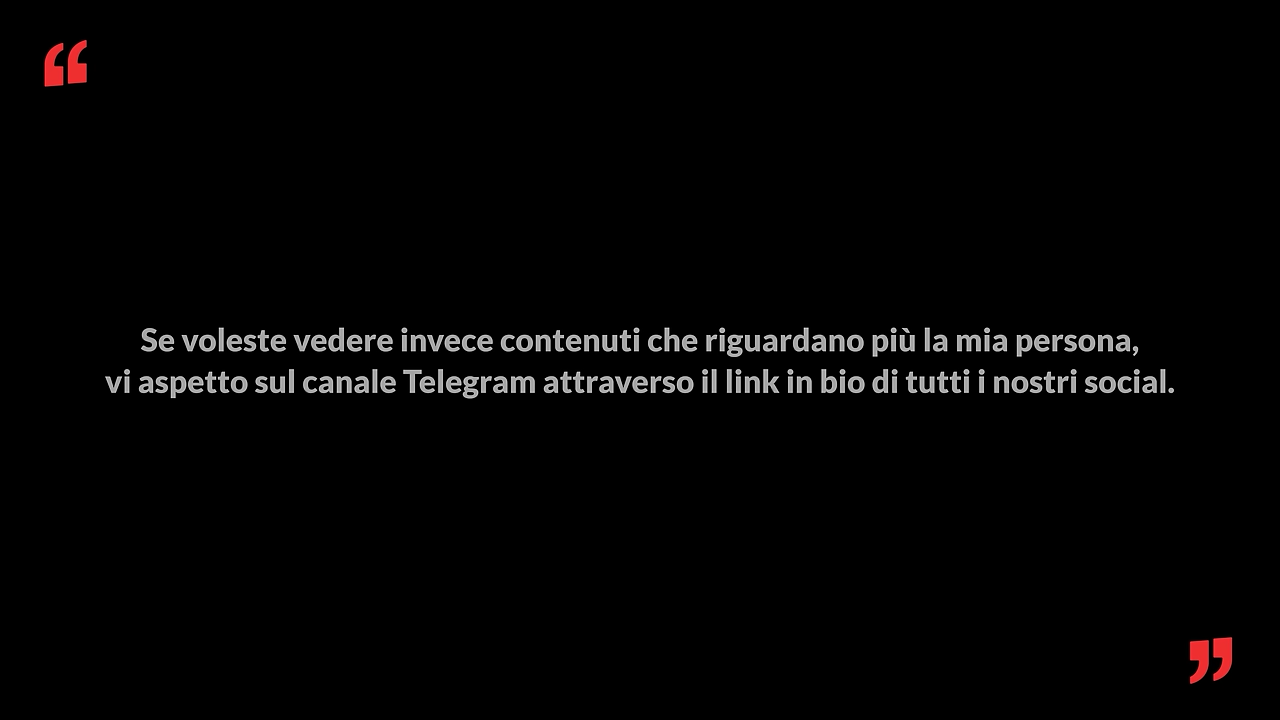 Se voleste vedere invece contenuti che riguardano più la mia persona,
vi aspetto sul canale Telegram attraverso il link in bio di tutti i nostri social.